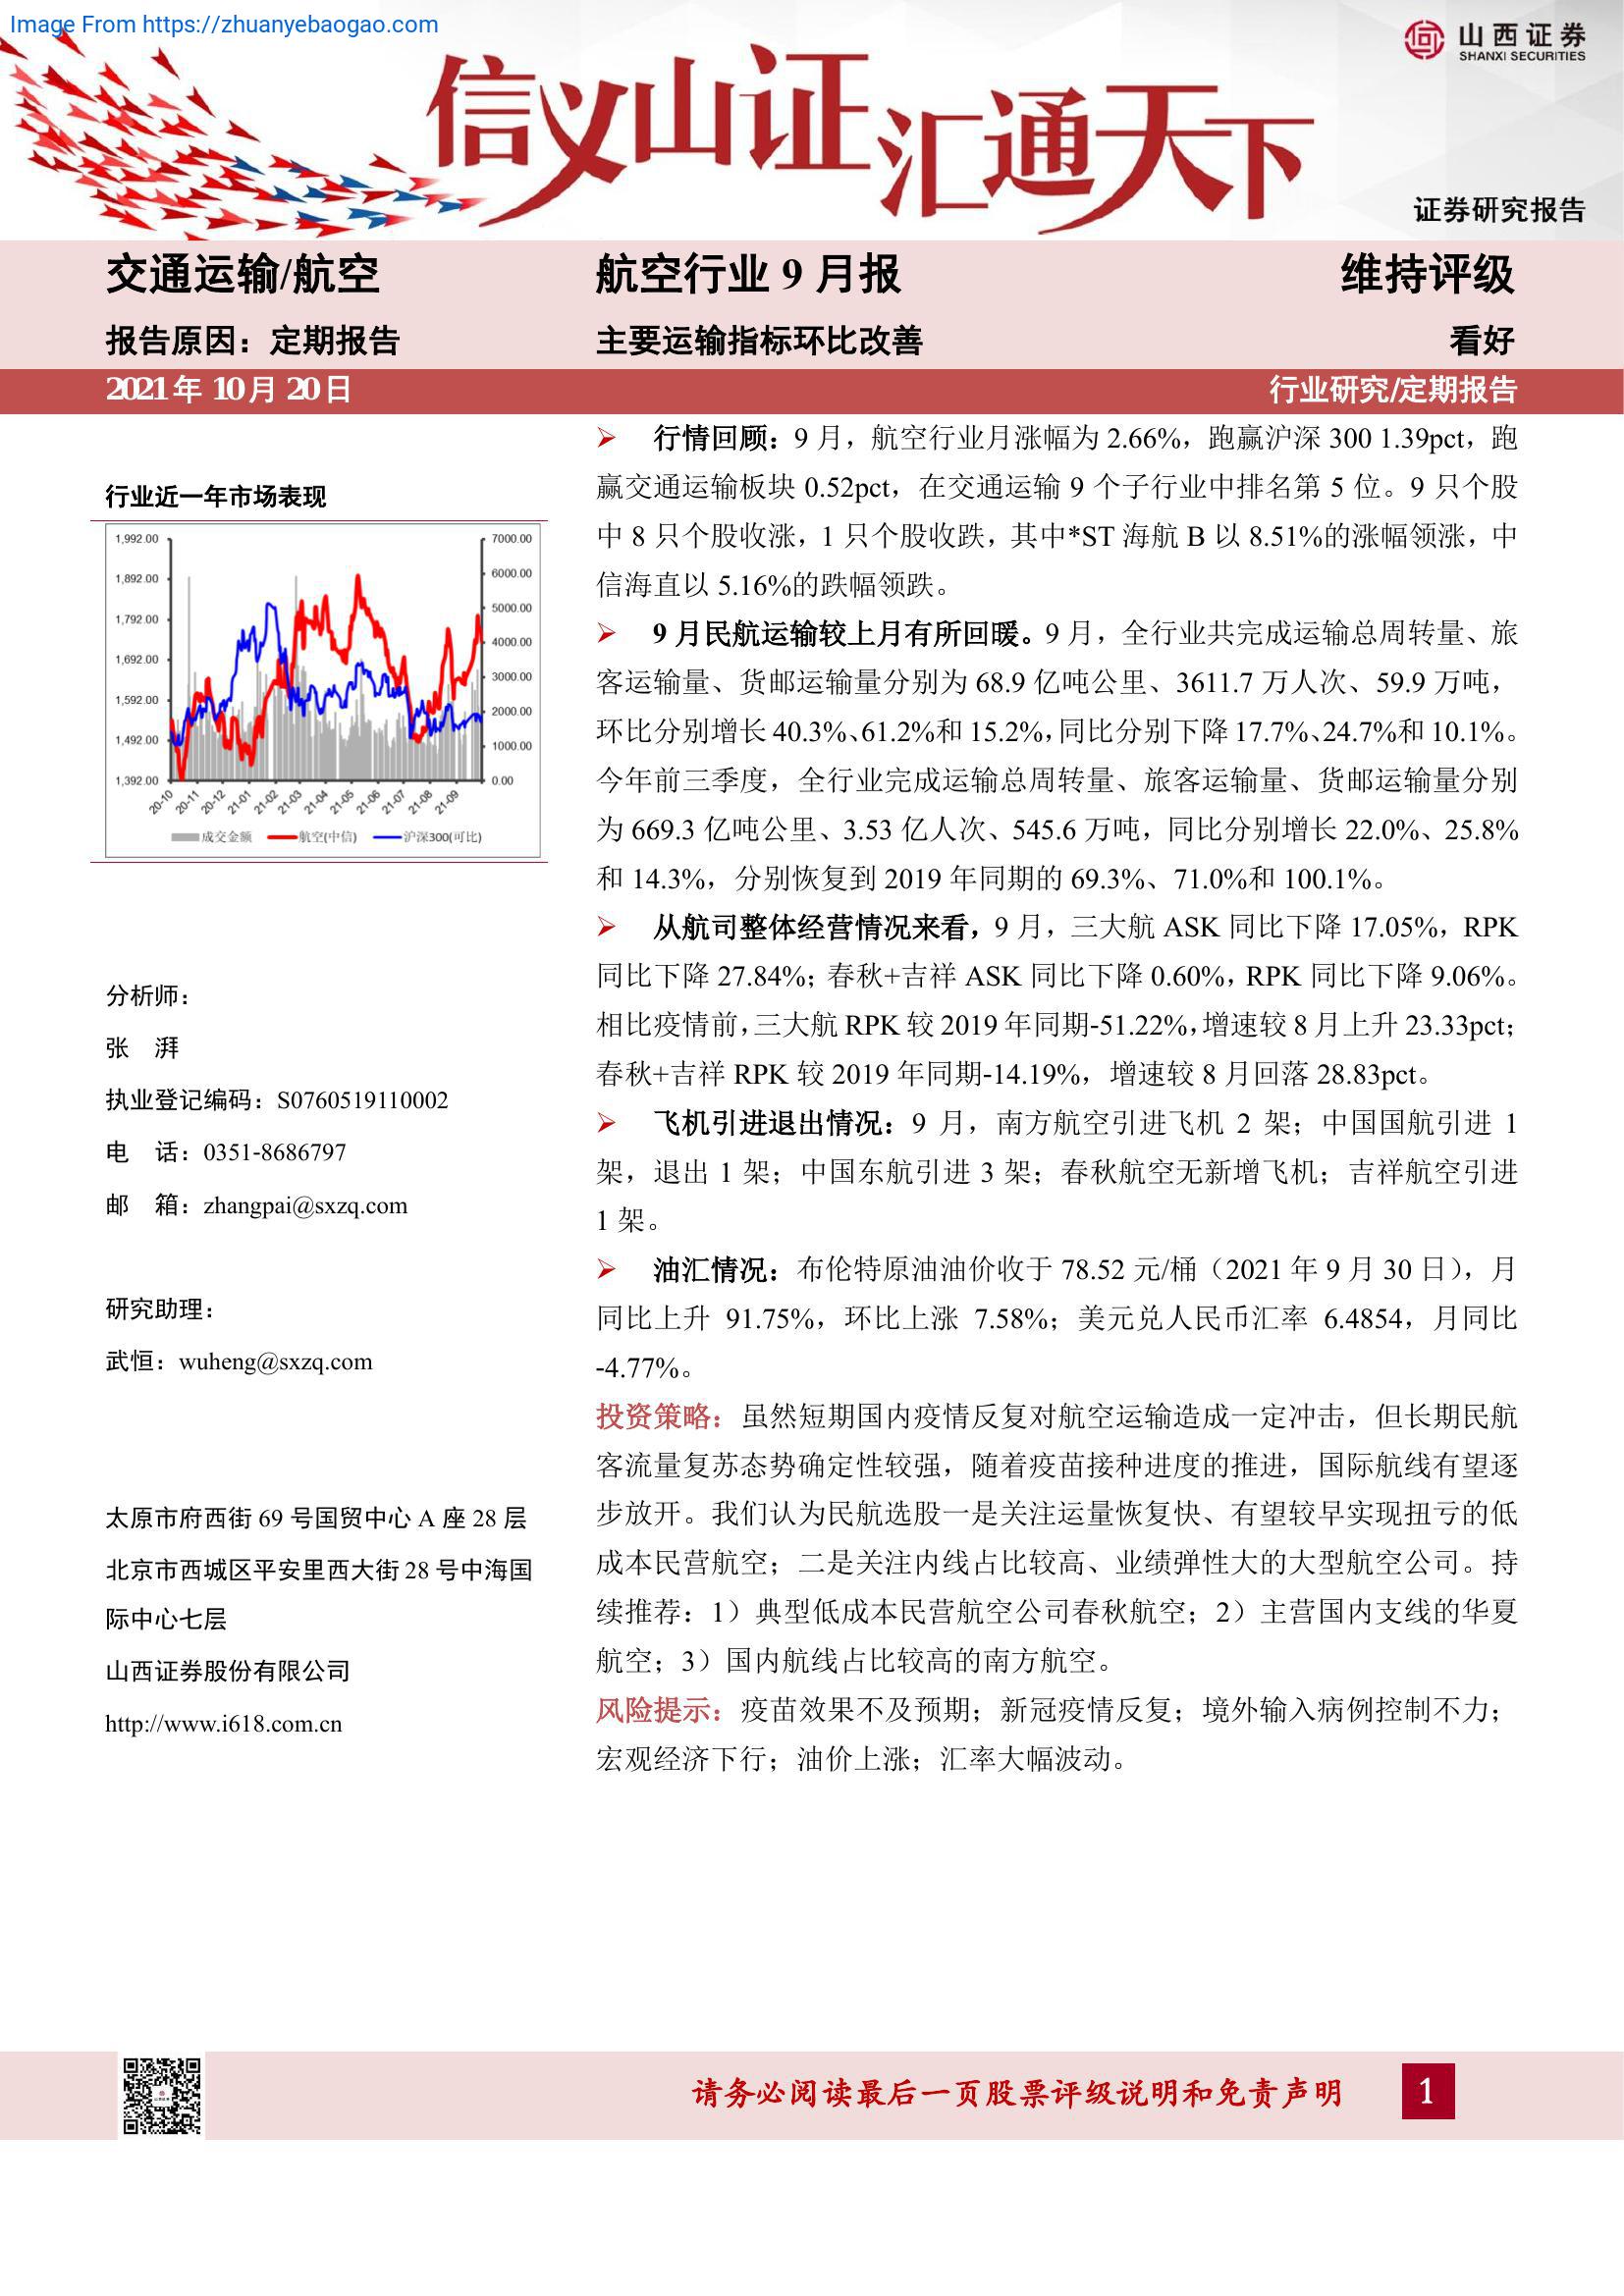 Image From https://zhuanyebaogao.com
山西证券
SHANXI SECURITIES
信义山证汇通天下
证券研究报告
交通运输/航空
航空行业 9 月报
维持评级
报告原因：定期报告
主要运输指标环比改善
看好
2021 年 10 月 20 日
行业研究/定期报告
行业近一年市场表现
1,992.00
1,892.00
1,792.00
1,692.00
1,592.00
1,492.00
1,392.00
7000.00
6000.00
5000.00
4000.00
3000.00
2000.00
1000.00
0.00
20-10
20-11
20-12
21-01
21-02
21-03
21-04
21-05
21-06
21-07
21-08
21-09
成交金额 航空(中信) 沪深300(可比)
分析师：
张 湃
执业登记编码：S0760519110002
电 话：0351-8686797
邮 箱：zhangpai@sxzq.com
研究助理：
武恒：wuheng@sxzq.com
太原市府西街 69 号国贸中心 A 座 28 层
北京市西城区平安里西大街 28 号中海国
际中心七层
山西证券股份有限公司
http://www.i618.com.cn
行情回顾：9 月，航空行业月涨幅为 2.66%，跑赢沪深 300 1.39pct，跑
赢交通运输板块 0.52pct，在交通运输 9 个子行业中排名第 5 位。9 只个股
中 8 只个股收涨，1 只个股收跌，其中*ST 海航 B 以 8.51%的涨幅领涨，中
信海直以 5.16%的跌幅领跌。
9 月民航运输较上月有所回暖。9 月，全行业共完成运输总周转量、旅
客运输量、货邮运输量分别为 68.9 亿吨公里、3611.7 万人次、59.9 万吨，
环比分别增长 40.3%、61.2%和 15.2%，同比分别下降 17.7%、24.7%和 10.1%。
今年前三季度，全行业完成运输总周转量、旅客运输量、货邮运输量分别
为 669.3 亿吨公里、3.53 亿人次、545.6 万吨，同比分别增长 22.0%、25.8%
和 14.3%，分别恢复到 2019 年同期的 69.3%、71.0%和 100.1%。
从航司整体经营情况来看，9 月，三大航 ASK 同比下降 17.05%，RPK
同比下降 27.84%；春秋+吉祥 ASK 同比下降 0.60%，RPK 同比下降 9.06%。
相比疫情前，三大航 RPK 较 2019 年同期-51.22%，增速较 8 月上升 23.33pct；
春秋+吉祥 RPK 较 2019 年同期-14.19%，增速较 8 月回落 28.83pct。
飞机引进退出情况：9 月，南方航空引进飞机 2 架；中国国航引进 1
架，退出 1 架；中国东航引进 3 架；春秋航空无新增飞机；吉祥航空引进
1 架。
油汇情况：布伦特原油油价收于 78.52 元/桶（2021 年 9 月 30 日），月
同比上升 91.75%，环比上涨 7.58%；美元兑人民币汇率 6.4854，月同比
-4.77%。
投资策略：虽然短期国内疫情反复对航空运输造成一定冲击，但长期民航
客流量复苏态势确定性较强，随着疫苗接种进度的推进，国际航线有望逐
步放开。我们认为民航选股一是关注运量恢复快、有望较早实现扭亏的低
成本民营航空；二是关注内线占比较高、业绩弹性大的大型航空公司。持
续推荐：1）典型低成本民营航空公司春秋航空；2）主营国内支线的华夏
航空；3）国内航线占比较高的南方航空。
风险提示：疫苗效果不及预期；新冠疫情反复；境外输入病例控制不力；
宏观经济下行；油价上涨；汇率大幅波动。
请务必阅读最后一页股票评级说明和免责声明
1